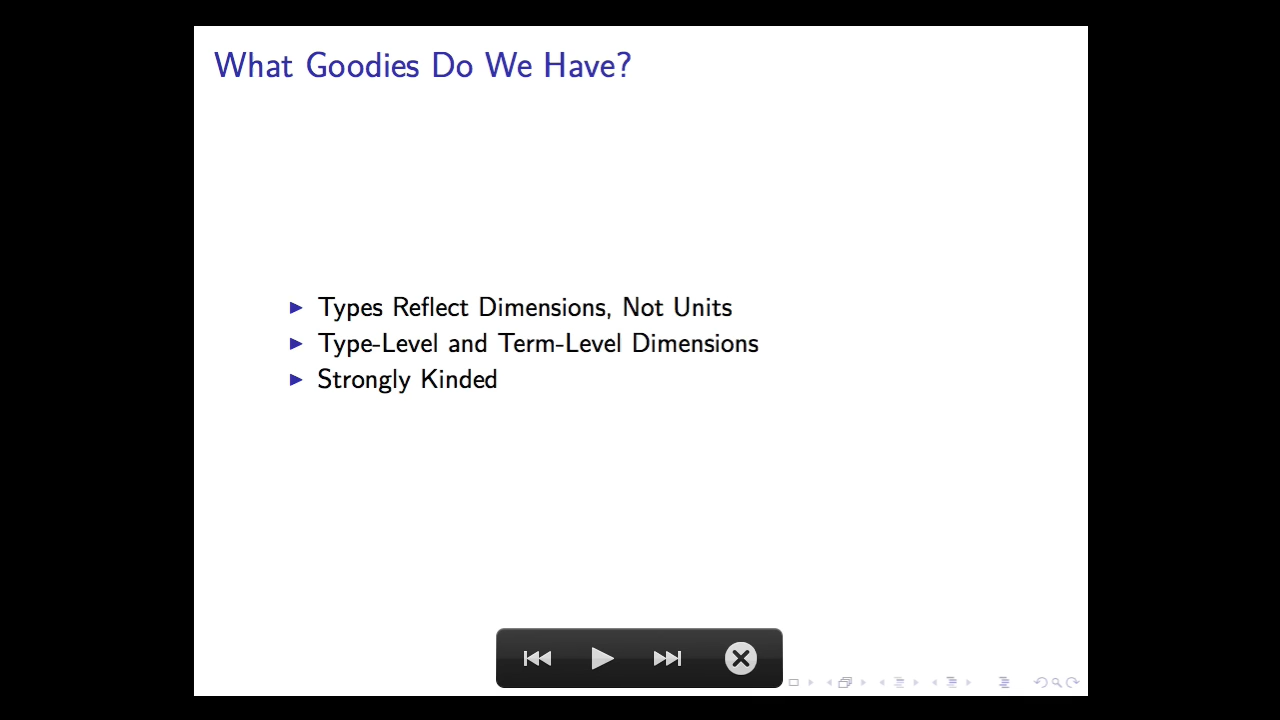 What Goodies Do We Have?
Types Reflect Dimensions, Not Units
Type-Level and Term-Level Dimensions
Strongly Kinded